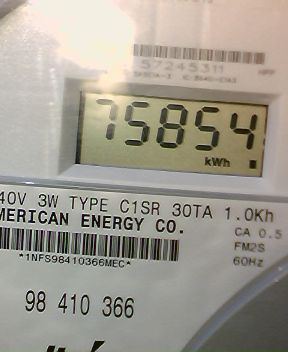 57245311
75854
kWh
40V 3W TYPE C1SR 30TA 1.0Kh
MERICAN ENERGY CO.
CA 0.5
FM2S
60Hz
*1NFS98410366MEC*
98 410 366